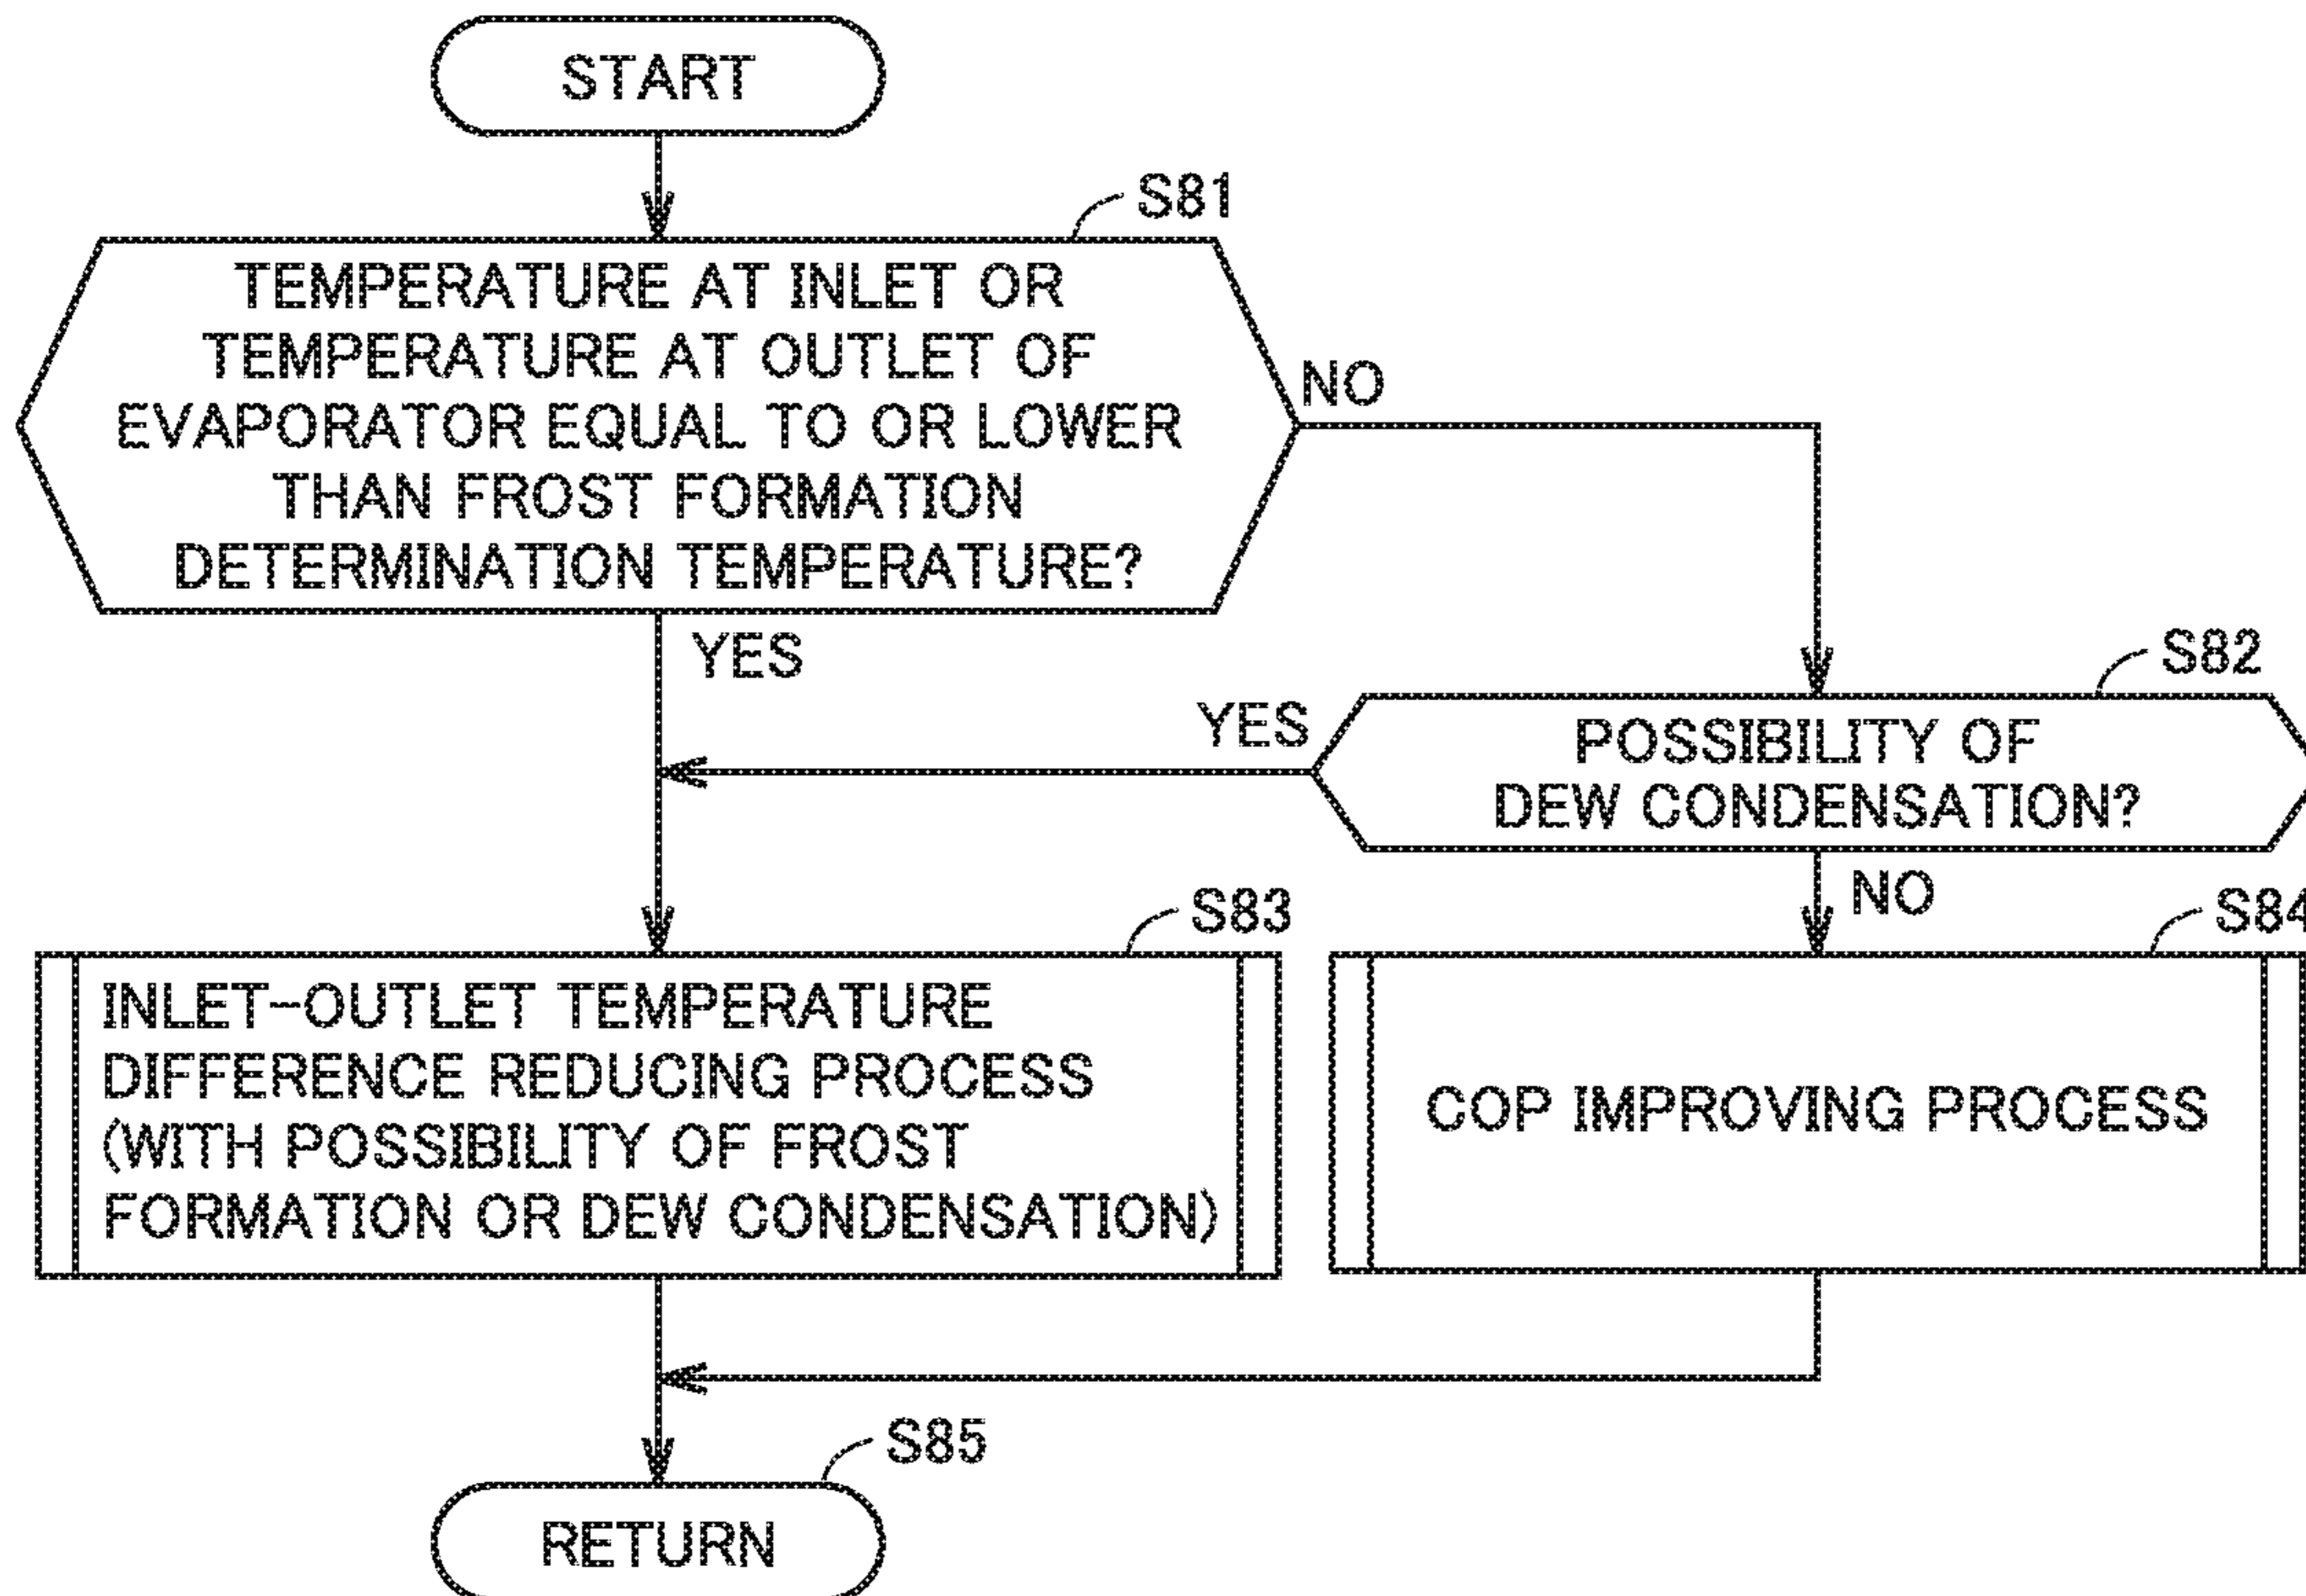 START
S81
TEMPERATURE AT INLET OR
TEMPERATURE AT OUTLET OF
EVAPORATOR EQUAL TO OR LOWER
THAN FROST FORMATION
DETERMINATION TEMPERATURE?
NO
YES
S82
YES
POSSIBILITY OF
DEW CONDENSATION?
NO
S83
INLET-OUTLET TEMPERATURE
DIFFERENCE REDUCING PROCESS
(WITH POSSIBILITY OF FROST
FORMATION OR DEW CONDENSATION)
S84
COP IMPROVING PROCESS
S85
RETURN